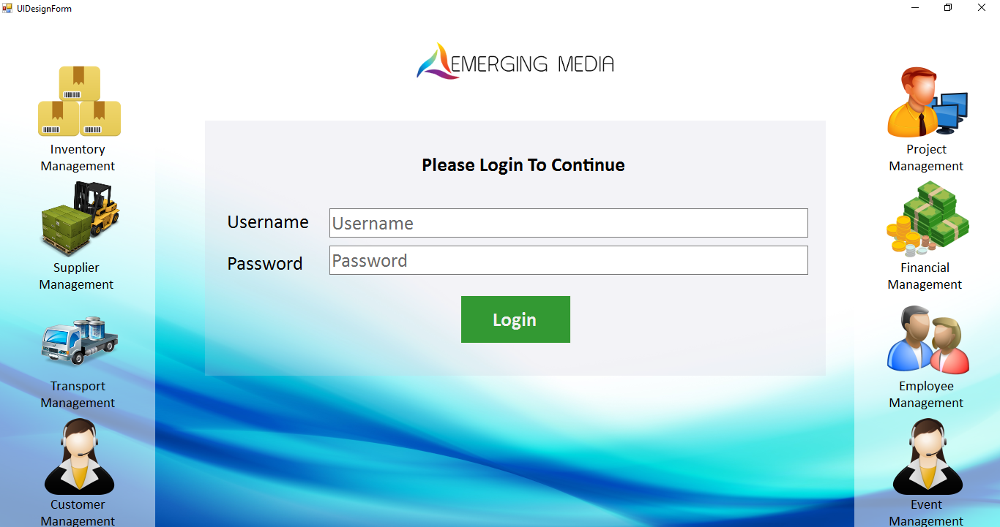 UIDesignForm
EMERGING MEDIA
Inventory
Management
Supplier
Management
Transport
Management
Customer
Management
Please Login To Continue
Username
Username
Password
Password
Login
Project
Management
Financial
Management
Employee
Management
Event
Management